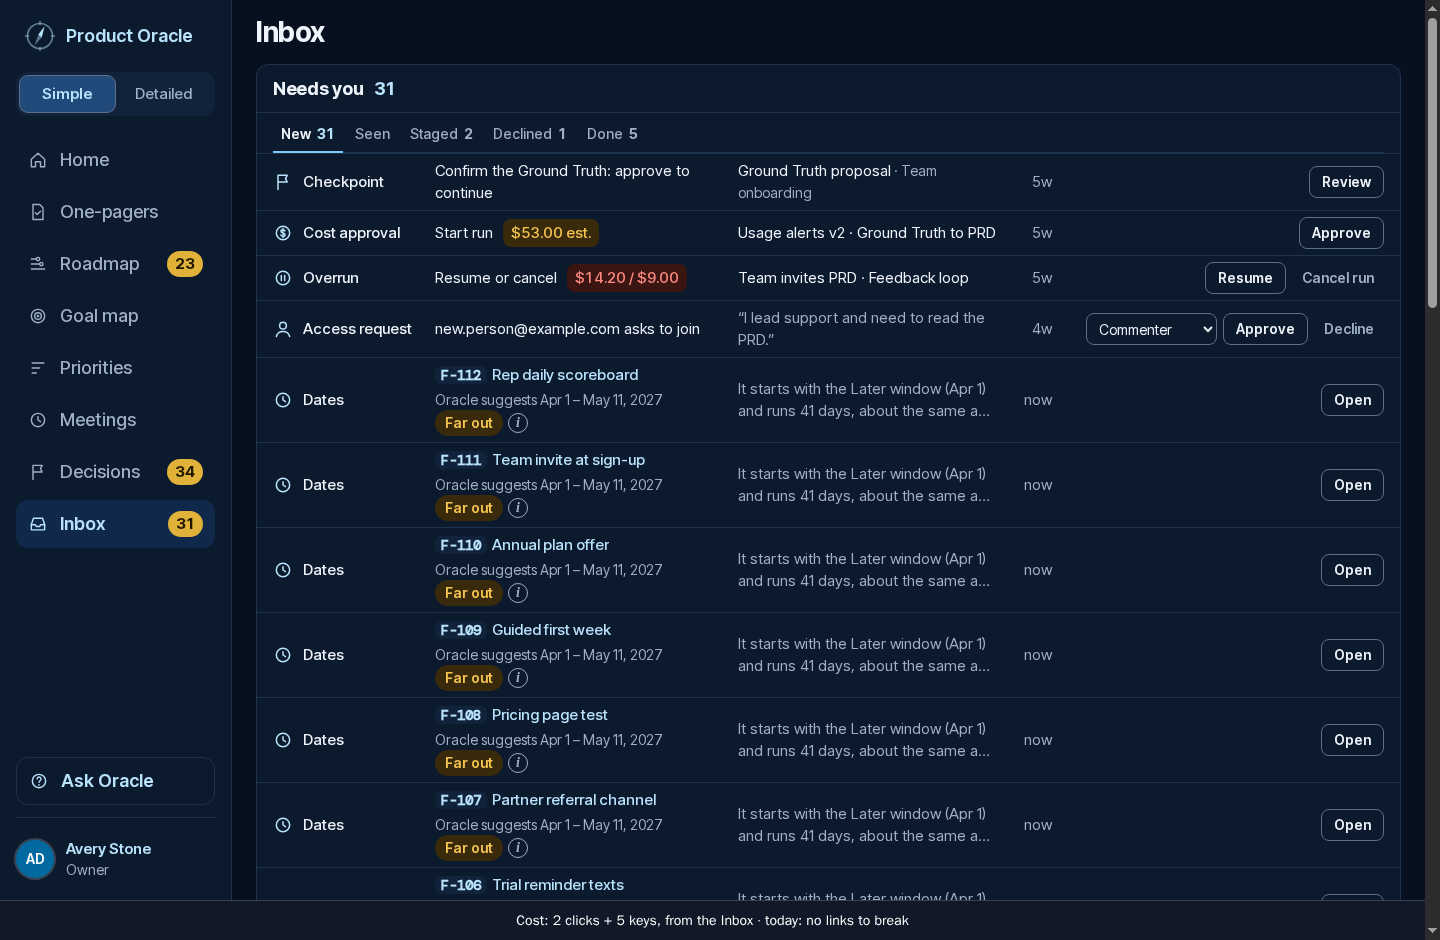 Product Oracle
Simple Detailed
Home
One-pagers
Roadmap 23
Goal map
Priorities
Meetings
Decisions 34
Inbox 31
Ask Oracle
AD Avery Stone
Owner
Inbox
Needs you 31
New 31 Seen Staged 2 Declined 1 Done 5
Checkpoint Confirm the Ground Truth: approve to continue Ground Truth proposal · Team onboarding 5w Review
Cost approval Start run $53.00 est. Usage alerts v2 · Ground Truth to PRD 5w Approve
Overrun Resume or cancel $14.20 / $9.00 Team invites PRD · Feedback loop 5w Resume Cancel run
Access request new.person@example.com asks to join “I lead support and need to read the PRD.” 4w Commenter Approve Decline
Dates F-112 Rep daily scoreboard
Oracle suggests Apr 1 – May 11, 2027
Far out i
It starts with the Later window (Apr 1)
and runs 41 days, about the same a…
now Open
Dates F-111 Team invite at sign-up
Oracle suggests Apr 1 – May 11, 2027
Far out i
It starts with the Later window (Apr 1)
and runs 41 days, about the same a…
now Open
Dates F-110 Annual plan offer
Oracle suggests Apr 1 – May 11, 2027
Far out i
It starts with the Later window (Apr 1)
and runs 41 days, about the same a…
now Open
Dates F-109 Guided first week
Oracle suggests Apr 1 – May 11, 2027
Far out i
It starts with the Later window (Apr 1)
and runs 41 days, about the same a…
now Open
Dates F-108 Pricing page test
Oracle suggests Apr 1 – May 11, 2027
Far out i
It starts with the Later window (Apr 1)
and runs 41 days, about the same a…
now Open
Dates F-107 Partner referral channel
Oracle suggests Apr 1 – May 11, 2027
Far out i
It starts with the Later window (Apr 1)
and runs 41 days, about the same a…
now Open
F-106 Trial reminder texts
It starts with the Later window (Apr 1)
Cost: 2 clicks + 5 keys, from the Inbox · today: no links to break